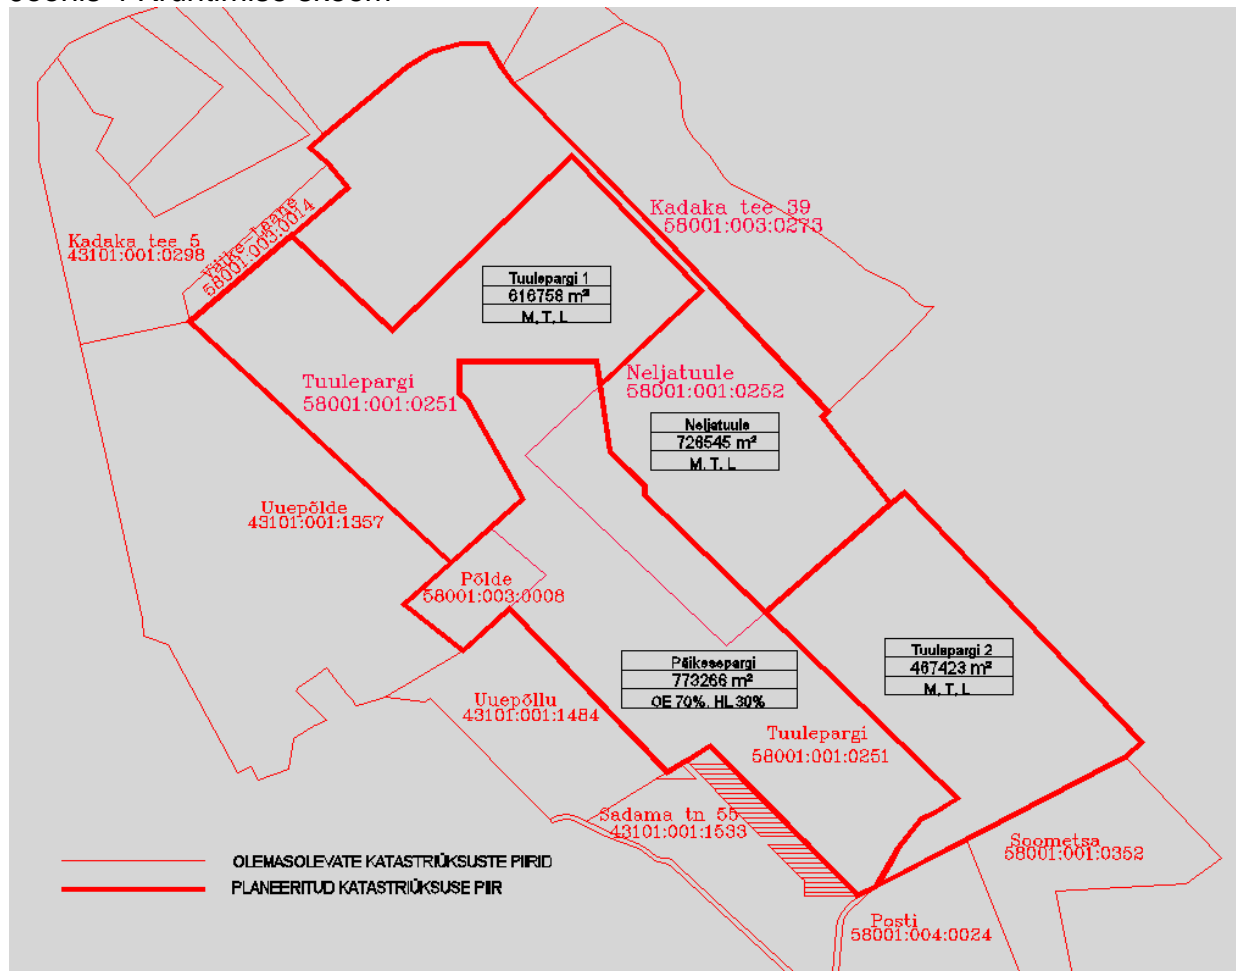 Kadaka tee 39
58001:003:0273
Kadaka tee 5
43101:001:0298
58001:003:0014
Tuulepargi 1
616758 m²
M, T, L
Tuulepargi
58001:001:0251
Neljatuule
58001:001:0252
Neljatuule
726545 m²
M, T, L
Uuepõlde
43101:001:1357
Põlde
58001:003:0008
Päikesepargi
773266 m²
OE 70%, HL 30%
Tuulepargi 2
467423 m²
M, T, L
Uuepõllu
43101:001:1484
Tuulepargi
58001:001:0251
Sadama tn 55
43101:001:1533
Soometsa
58001:001:0352
OLEMASOLEVATE KATASTRIÜKSUSTE PIIRID
PLANEERITUD KATASTRIÜKSUSE PIIR
Posti
58001:004:0024